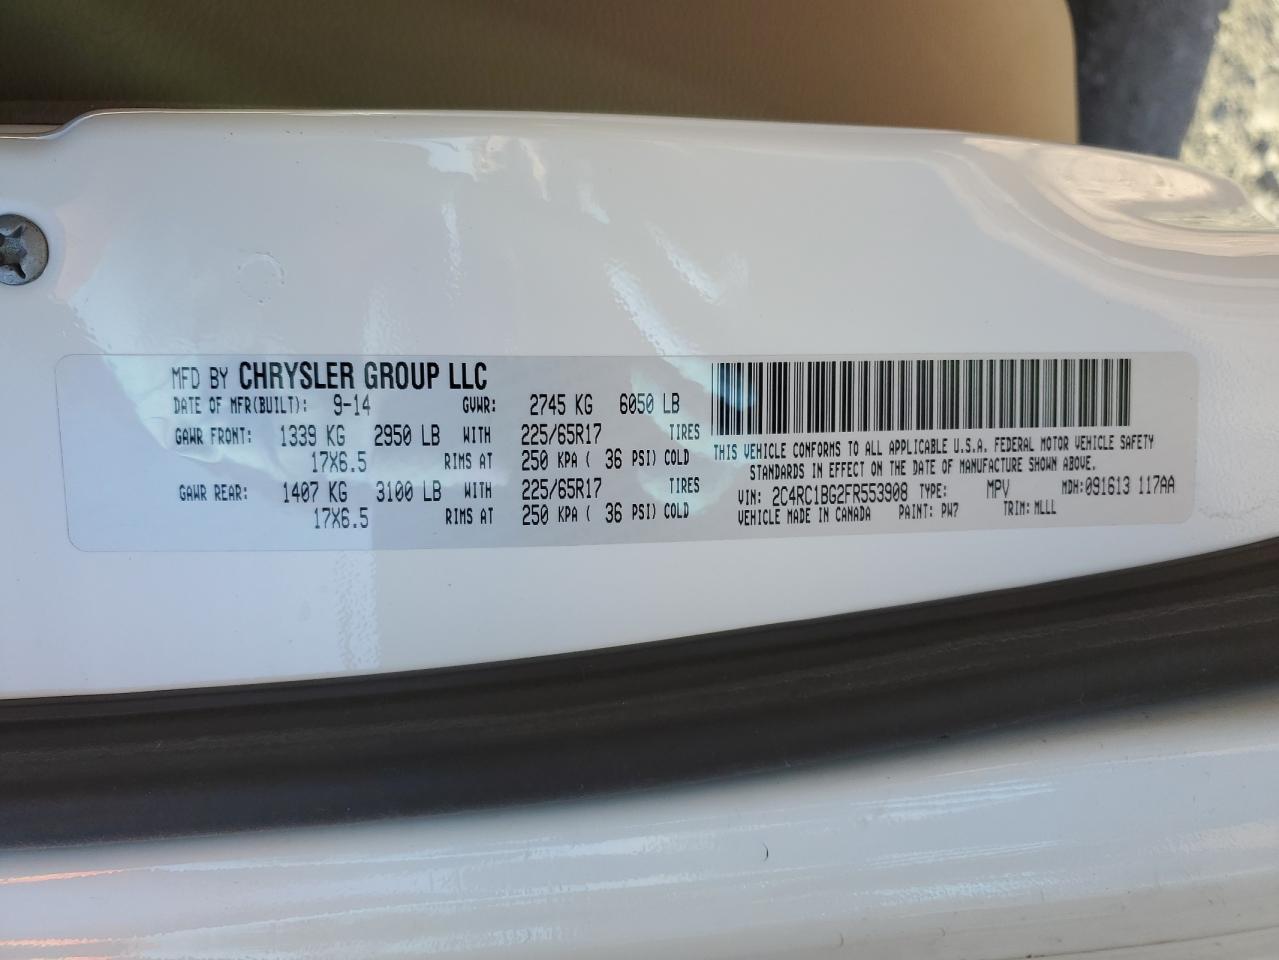 MFD BY CHRYSLER GROUP LLC
DATE OF MFR(BUILT): 9-14 GVWR: 2745 KG 6050 LB
GAWR FRONT: 1339 KG 2950 LB WITH 225/65R17 TIRES
17X6.5 RIMS AT 250 KPA ( 36 PSI) COLD
GAWR REAR: 1407 KG 3100 LB WITH 225/65R17 TIRES
17X6.5 RIMS AT 250 KPA ( 36 PSI) COLD
THIS VEHICLE CONFORMS TO ALL APPLICABLE U.S.A. FEDERAL MOTOR VEHICLE SAFETY
STANDARDS IN EFFECT ON THE DATE OF MANUFACTURE SHOWN ABOVE.
VIN: 2C4RC1BG2FR553908 TYPE: MPV MDH:091613 117AA
VEHICLE MADE IN CANADA PAINT: PW7 TRIM: MLLL